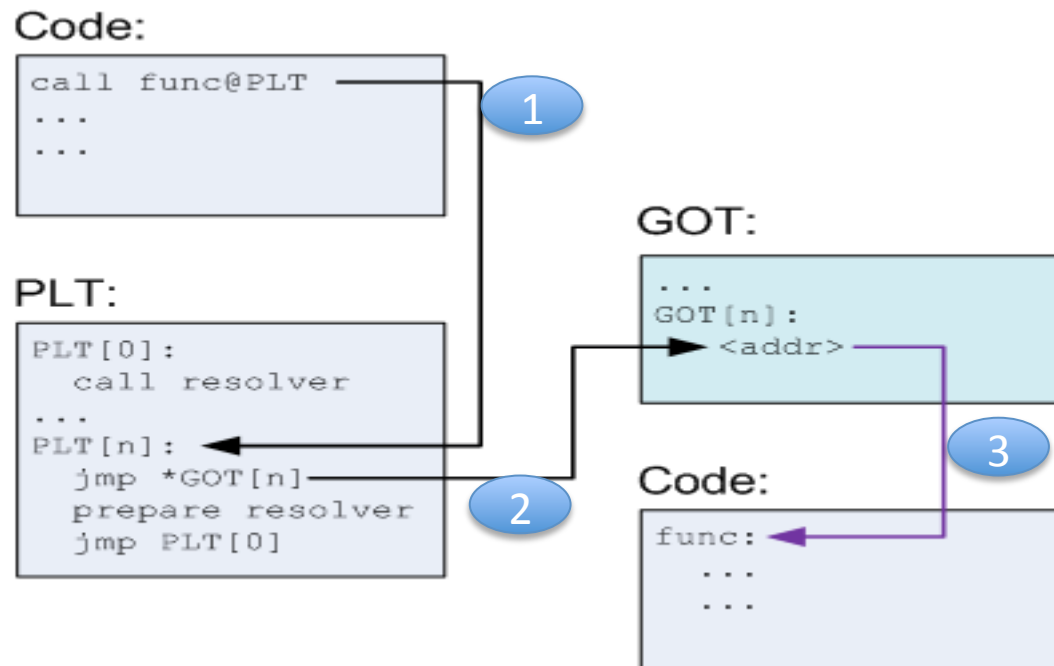 Code:
call func@PLT
...
...
1
PLT:
PLT[0]:
call resolver
...
PLT[n]:
jmp *GOT[n]
prepare resolver
jmp PLT[0]
2
GOT:
...
GOT[n]:
<addr>
3
Code:
func:
...
...